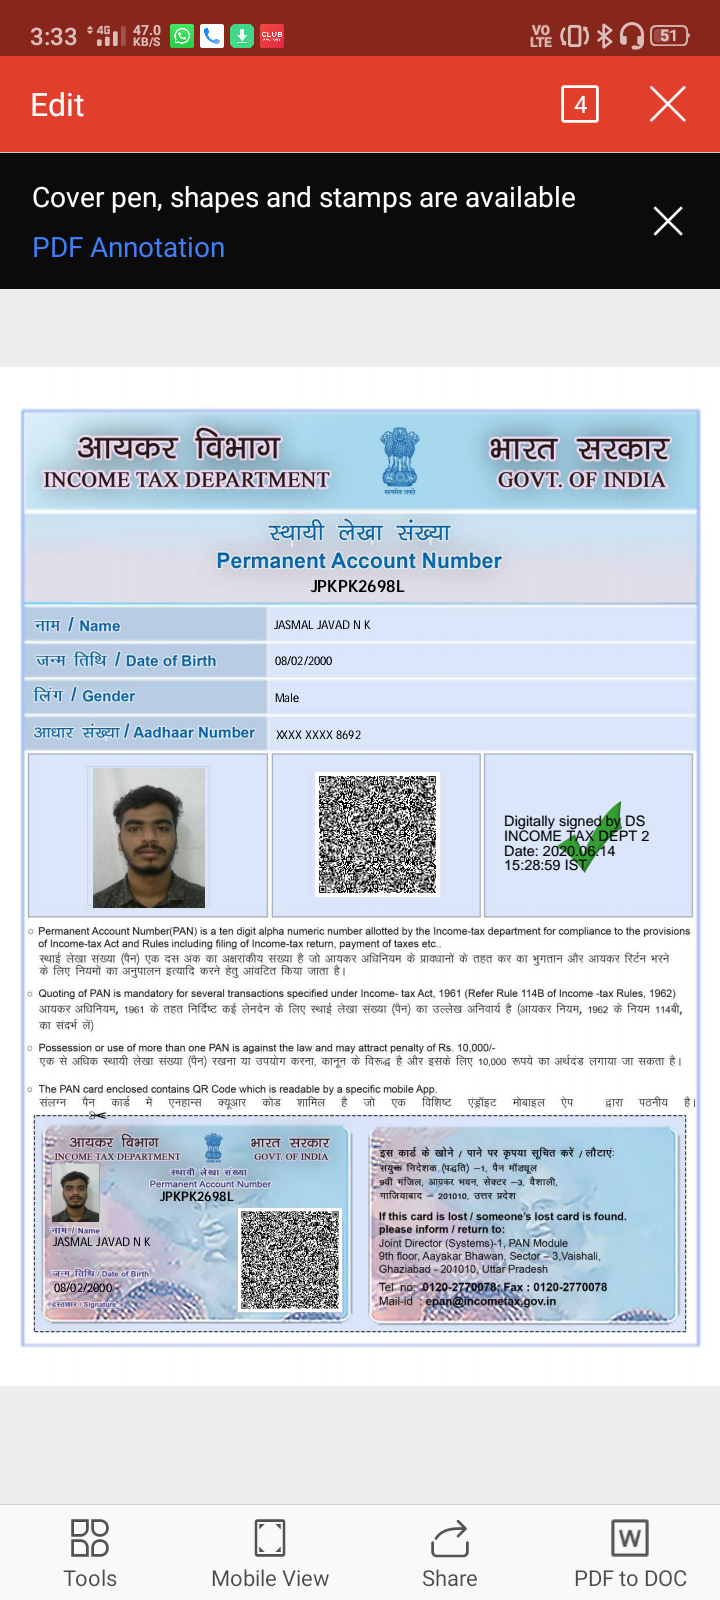 3:33 4G 47.0 KB/S CLUB VO LTE 51
Edit 4
Cover pen, shapes and stamps are available
PDF Annotation
आयकर विभाग भारत सरकार
INCOME TAX DEPARTMENT GOVT. OF INDIA
सत्यमेव जयते
स्थायी लेखा संख्या
Permanent Account Number
JPKPK2698L
नाम / Name JASMAL JAVAD N K
जन्म तिथि / Date of Birth 08/02/2000
लिंग / Gender Male
आधार संख्या / Aadhaar Number XXXX XXXX 8692
Digitally signed by DS
INCOME TAX DEPT 2
Date: 2020.06.14
15:28:59 IST
Permanent Account Number(PAN) is a ten digit alpha numeric number allotted by the Income-tax department for compliance to the provisions
of Income-tax Act and Rules including filing of Income-tax return, payment of taxes etc..
स्थाई लेखा संख्या (पैन) एक दस अंक का अक्षरांकीय संख्या है जो आयकर अधिनियम के प्रावधानों के तहत कर का भुगतान और आयकर रिटर्न भरने
के लिए नियमों का अनुपालन इत्यादि करने हेतु आंवटित किया जाता है।
Quoting of PAN is mandatory for several transactions specified under Income- tax Act, 1961 (Refer Rule 114B of Income -tax Rules, 1962)
आयकर अधिनियम, 1961 के तहत निर्दिष्ट कई लेनदेन के लिए स्थाई लेखा संख्या (पैन) का उल्लेख अनिवार्य है (आयकर नियम, 1962 के नियम 114बी,
का संदर्भ लें)
Possession or use of more than one PAN is against the law and may attract penalty of Rs. 10,000/-
एक से अधिक स्थायी लेखा संख्या (पैन) रखना या उपयोग करना, कानून के विरूद्ध है और इसके लिए 10,000 रूपये का अर्थदंड लगाया जा सकता है।
The PAN card enclosed contains QR Code which is readable by a specific mobile App.
संलग्न पैन कार्ड में एनहान्स क्यूआर कोड शामिल है जो एक विशिष्ट एंड्रॉइट मोबाइल ऐप द्वारा पठनीय है।
आयकर विभाग भारत सरकार
INCOME TAX DEPARTMENT GOVT. OF INDIA
स्थायी लेखा संख्या
Permanent Account Number
JPKPK2698L
नाम / Name
JASMAL JAVAD N K
जन्म तिथि / Date of Birth
08/02/2000
हस्ताक्षर / Signature
इस कार्ड के खोने / पाने पर कृपया सूचित करें / लौटाएं:
संयुक्त निदेशक (पद्धति) –1, पैन मॉड्यूल
9वीं मंजिल, आयकर भवन, सेक्टर –3, वैशाली,
गाजियाबाद – 201010, उत्तर प्रदेश
If this card is lost / someone's lost card is found.
please inform / return to:
Joint Director (Systems)-1, PAN Module
9th floor, Aayakar Bhawan, Sector – 3,Vaishali,
Ghaziabad - 201010, Uttar Pradesh
Tel no: 0120-2770078; Fax : 0120-2770078
Mail-id : epan@incometax.gov.in
Tools Mobile View Share PDF to DOC